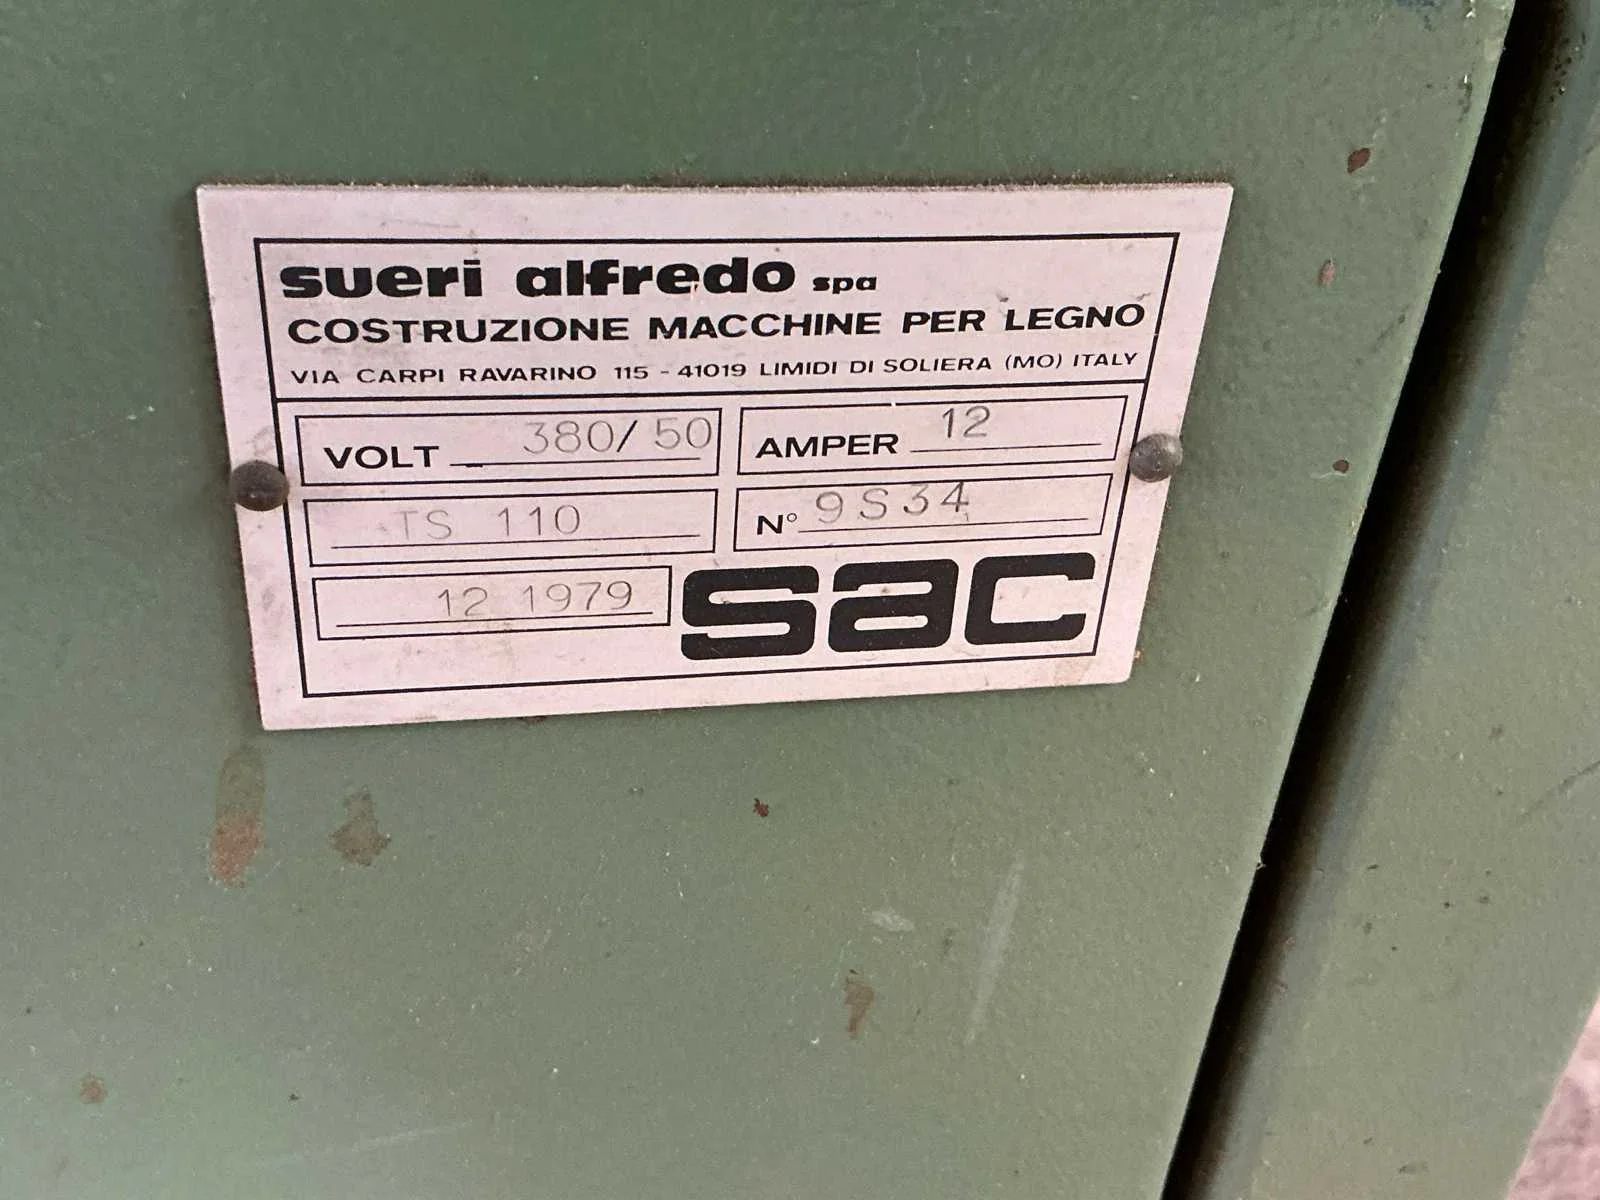 sueri alfredo spa
COSTRUZIONE MACCHINE PER LEGNO
VIA CARPI RAVARINO 115 - 41019 LIMIDI DI SOLIERA (MO) ITALY
VOLT 380/50 AMPER 12
TS 110 N° 9S34
12 1979 sac